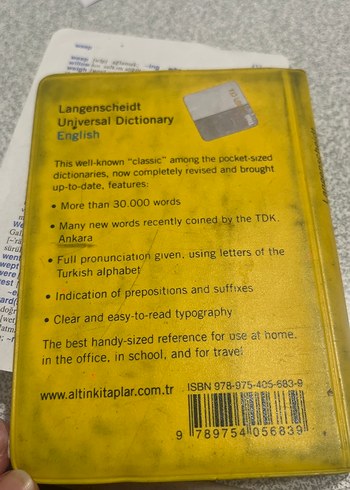 Langenscheidt
Universal Dictionary
English
This well-known "classic" among the pocket-sized
dictionaries, now completely revised and brought
up-to-date, features:
• More than 30.000 words
• Many new words recently coined by the TDK.
Ankara
• Full pronunciation given, using letters of the
Turkish alphabet
• Indication of prepositions and suffixes
• Clear and easy-to-read typography
The best handy-sized reference for use at home,
in the office, in school, and for travel
www.altinkitaplar.com.tr
ISBN 978-975-405-683-9
9 789754 056839
weep
went
wept
were